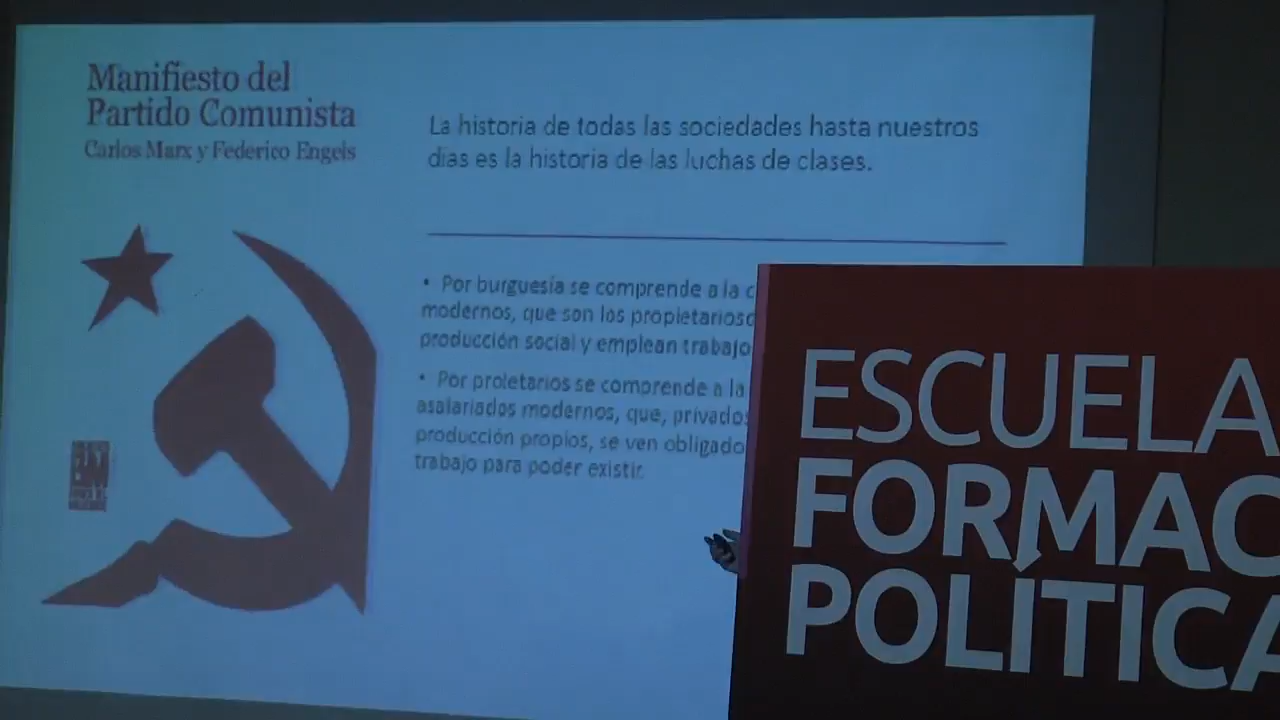 Manifiesto del
Partido Comunista
Carlos Marx y Federico Engels
La historia de todas las sociedades hasta nuestros
dias es la historia de las luchas de clases.
• Por burguesía se comprende a la c
modernos, que son los propietarios
producción social y emplean trabajo
• Por proletarios se comprende a la
asalariados modernos, que, privados
producción propios, se ven obligado
trabajo para poder existir.
ESCUELA
FORMAC
POLÍTICA